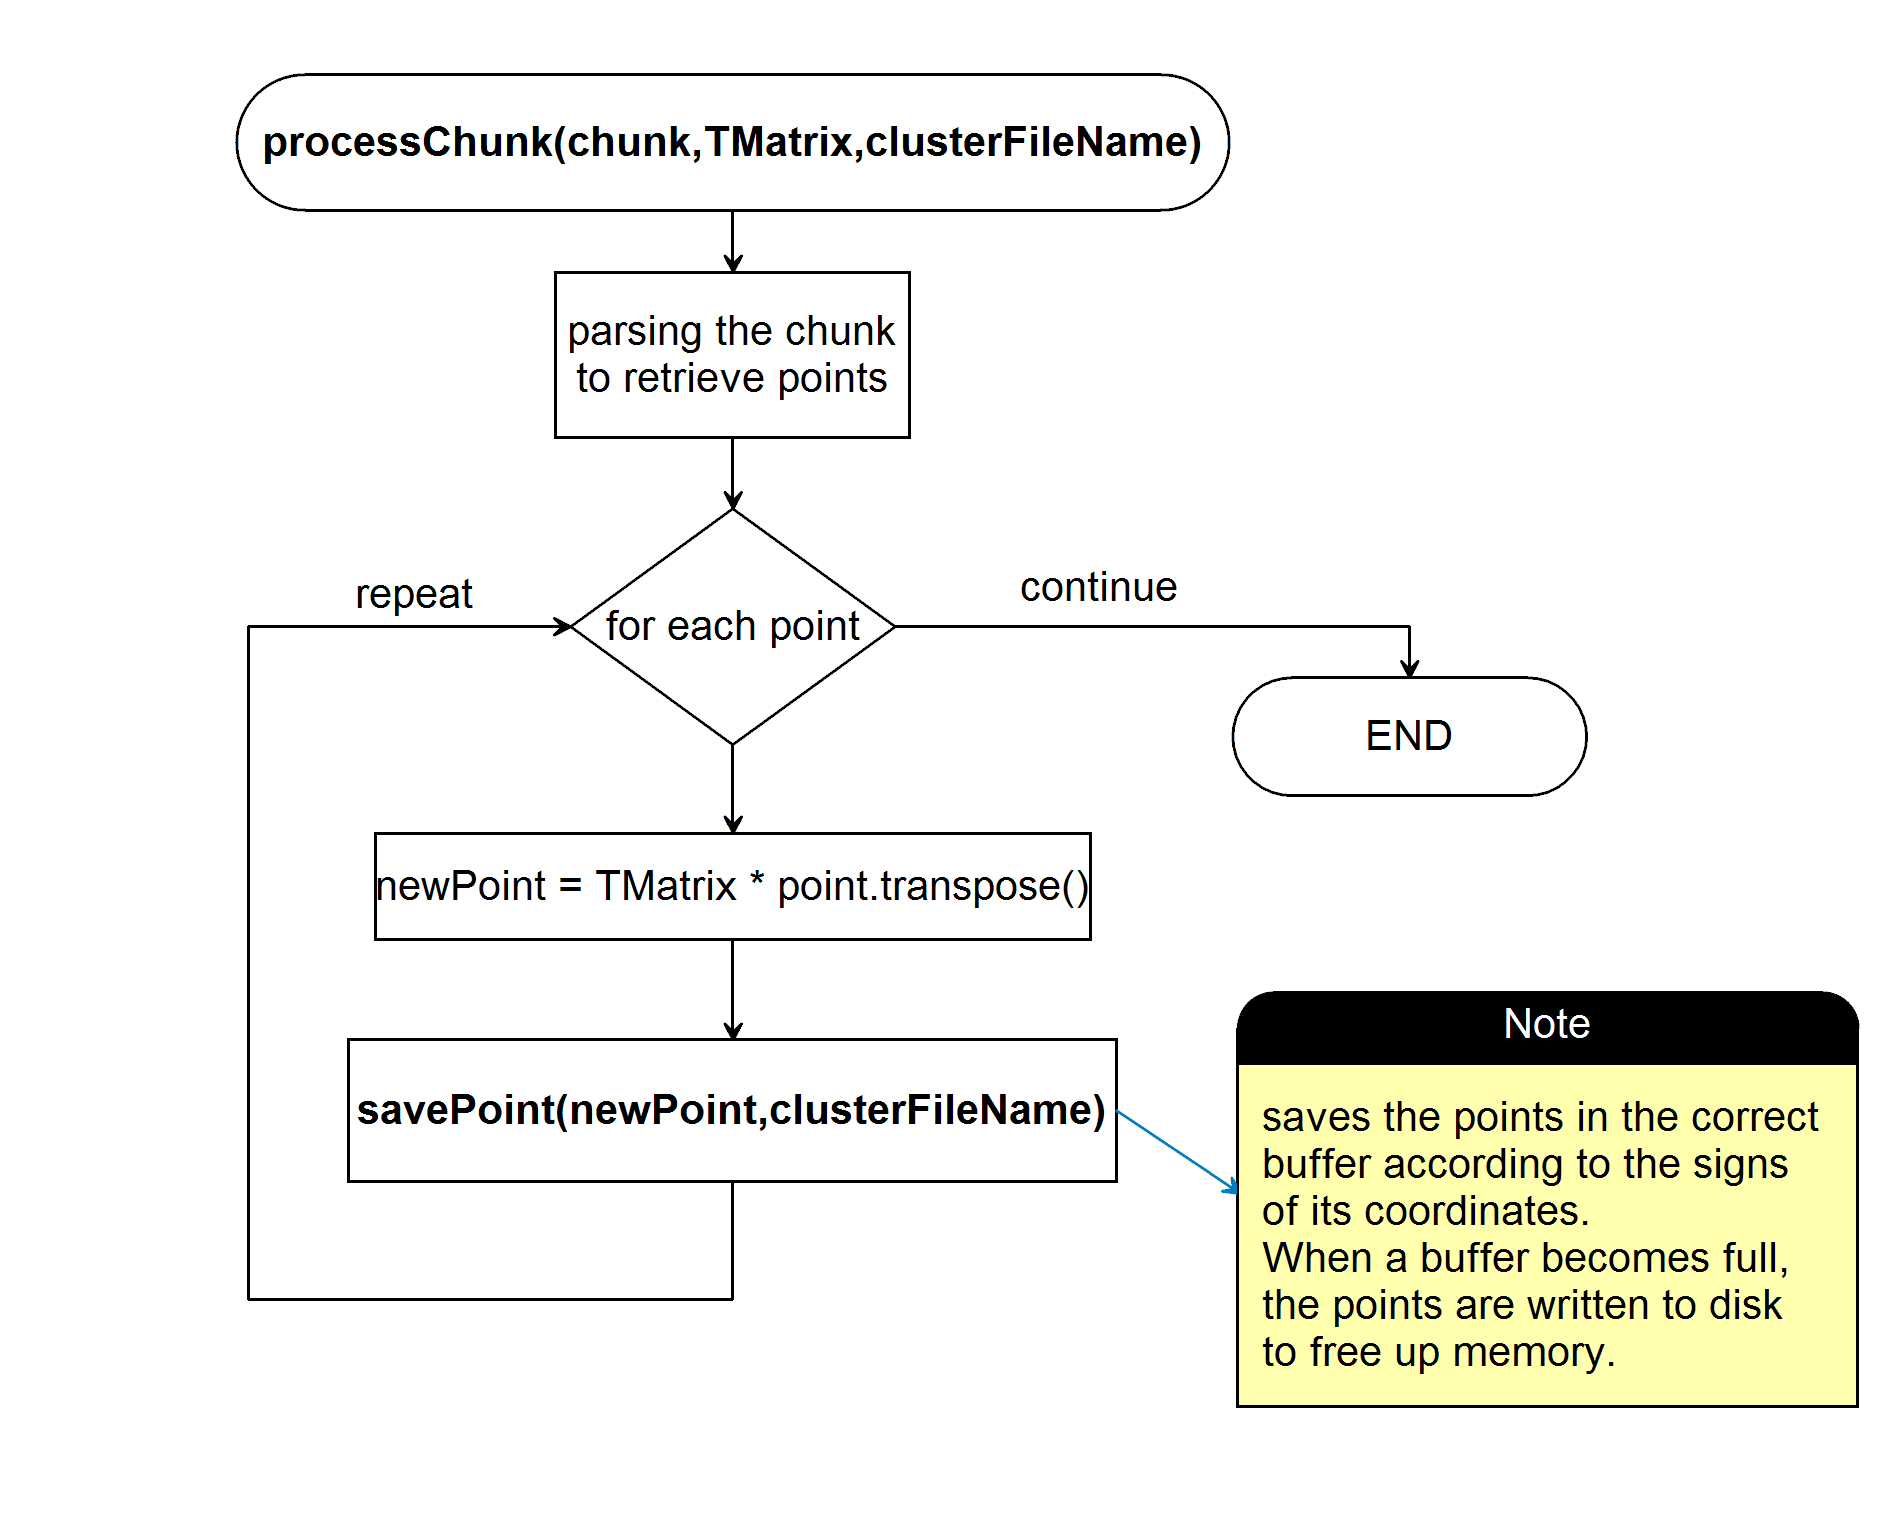 processChunk(chunk,TMatrix,clusterFileName)
parsing the chunk
to retrieve points
repeat
for each point
continue
END
newPoint = TMatrix * point.transpose()
savePoint(newPoint,clusterFileName)
Note
saves the points in the correct
buffer according to the signs
of its coordinates.
When a buffer becomes full,
the points are written to disk
to free up memory.